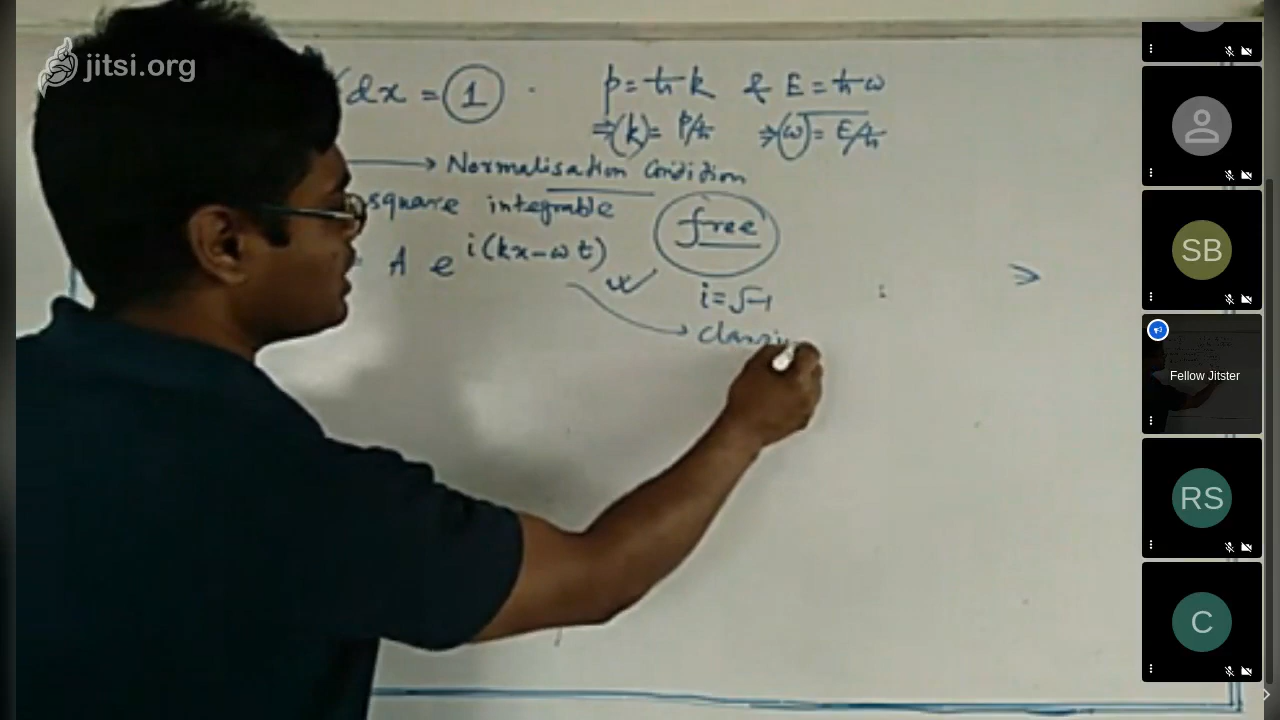 jitsi.org
dx = 1 .
p = ℏk & E = ℏω
⇒ (k) = p/ℏ ⇒ (ω) = E/ℏ
→ Normalisation Condition
square integrable
free
A e^{i(kx-ωt)}
i = √-1
SB
Fellow Jitster
RS
C